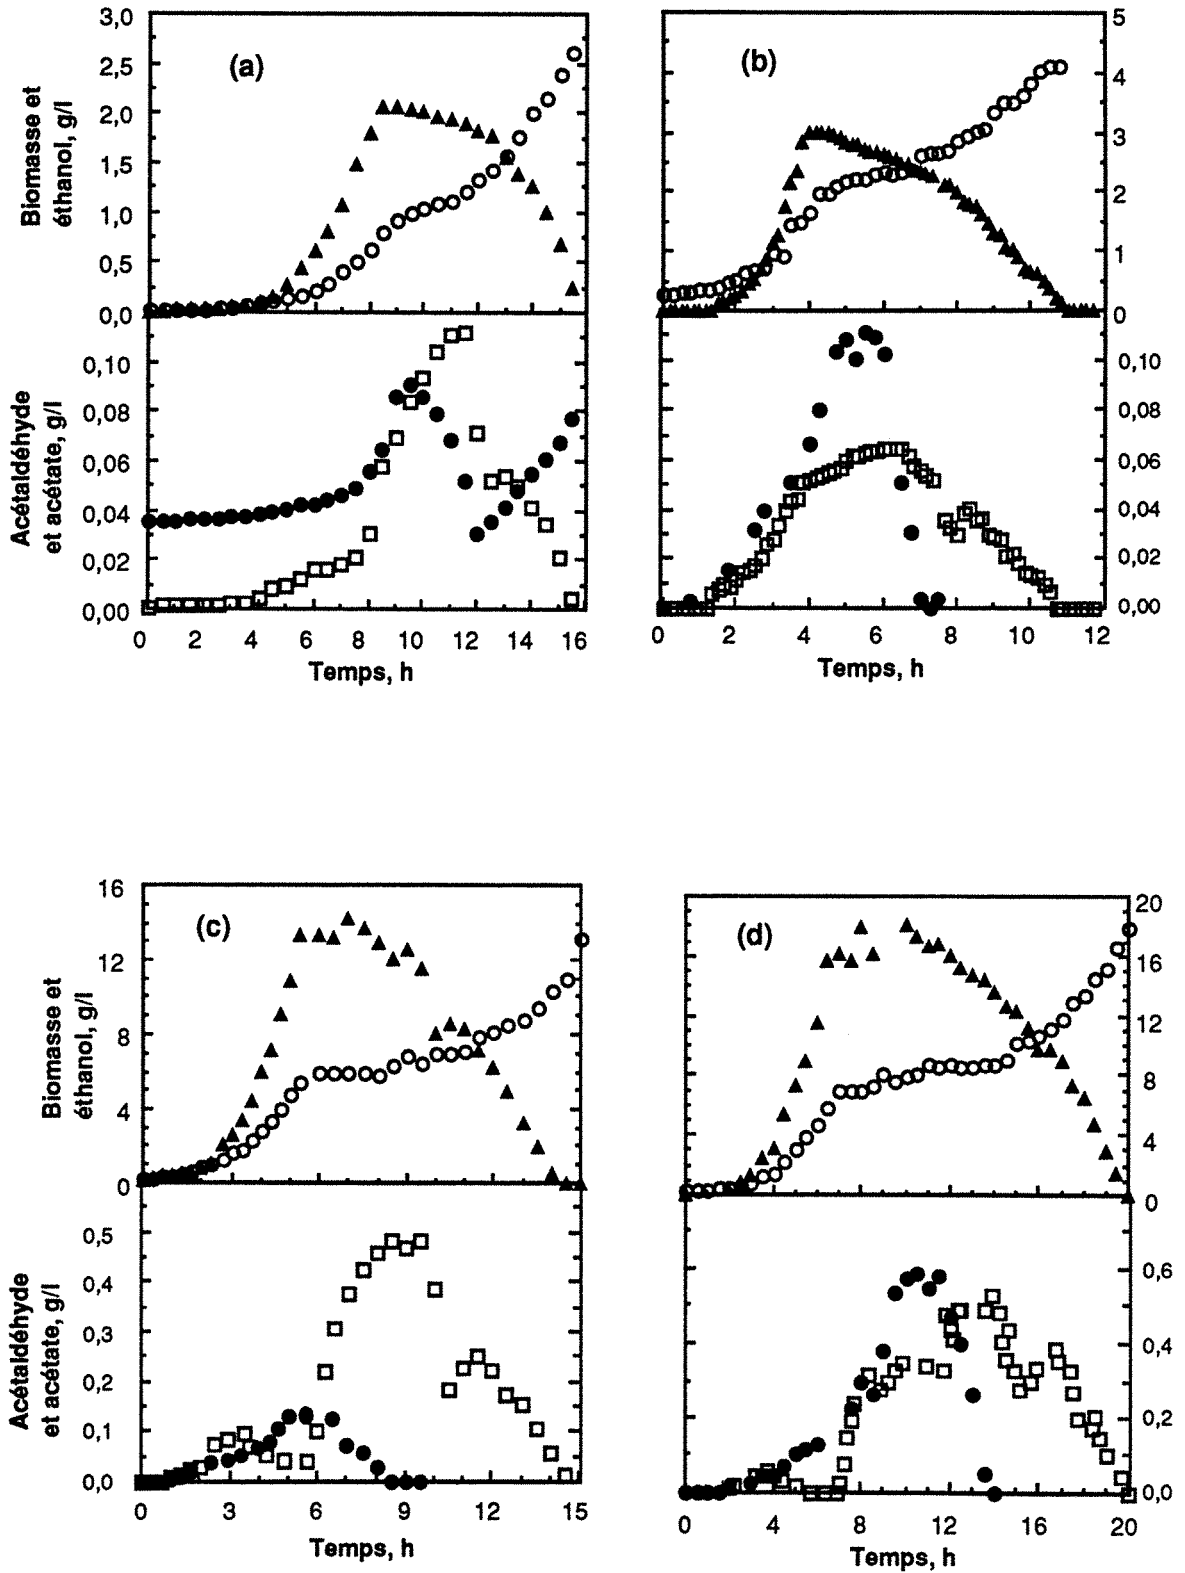 (a)
3,0
2,5
2,0
1,5
1,0
0,5
0,0
Biomasse et
éthanol, g/l
0,10
0,08
0,06
0,04
0,02
0,00
Acétaldéhyde
et acétate, g/l
0 2 4 6 8 10 12 14 16
Temps, h
(b)
5
4
3
2
1
0
0,10
0,08
0,06
0,04
0,02
0,00
0 2 4 6 8 10 12
Temps, h
(c)
16
12
8
4
0
Biomasse et
éthanol, g/l
0,5
0,4
0,3
0,2
0,1
0,0
Acétaldéhyde
et acétate, g/l
0 3 6 9 12 15
Temps, h
(d)
20
16
12
8
4
0
0,6
0,4
0,2
0,0
0 4 8 12 16 20
Temps, h